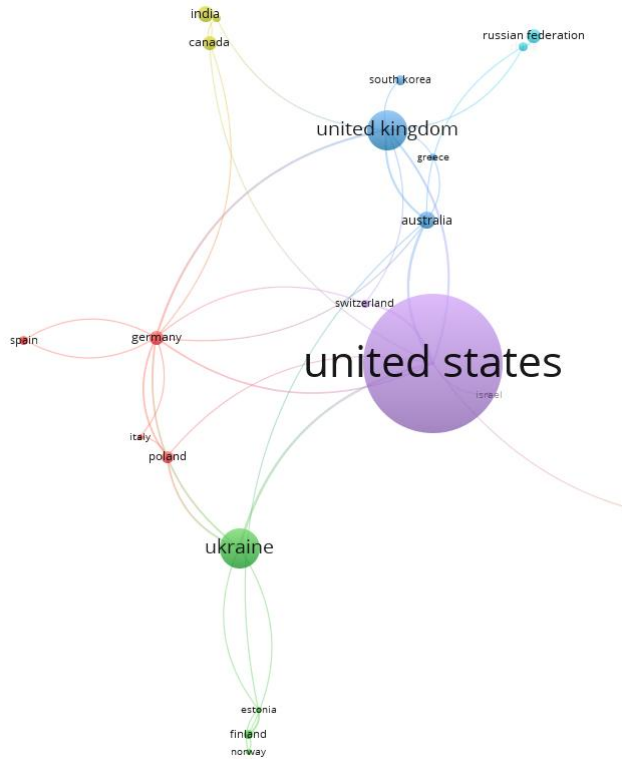 india
russian federation
canada
south korea
united kingdom
greece
australia
switzerland
spain
germany
united states
israel
italy
poland
ukraine
estonia
finland
norway